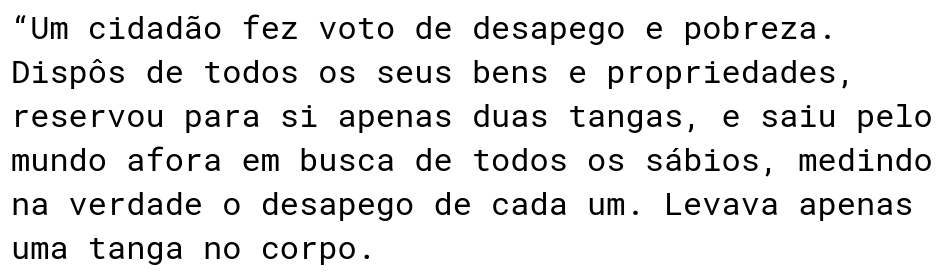 “Um cidadão fez voto de desapego e pobreza.
Dispôs de todos os seus bens e propriedades,
reservou para si apenas duas tangas, e saiu pelo
mundo afora em busca de todos os sábios, medindo
na verdade o desapego de cada um. Levava apenas
uma tanga no corpo.